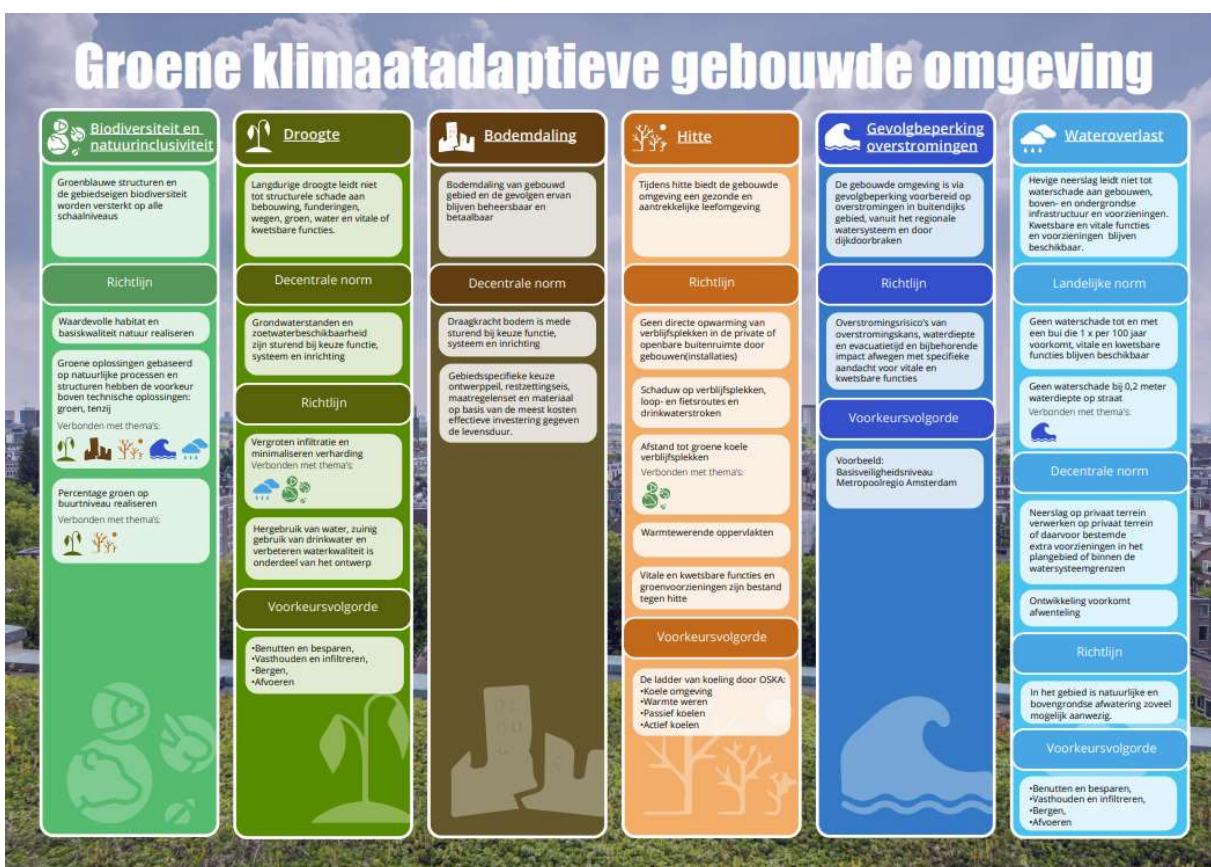 Groene klimaatadaptieve gebouwde omgeving
Biodiversiteit en
natuurinclusiviteit
Groenblauwe structuren en
de gebiedseigen biodiversiteit
worden versterkt op alle
schaalniveaus
Richtlijn
Waardevolle habitat en
basiskwaliteit natuur realiseren
Groene oplossingen gebaseerd
op natuurlijke processen en
structuren hebben de voorkeur
boven technische oplossingen:
groen, tenzij
Verbonden met thema's:
Percentage groen op
buurtniveau realiseren
Verbonden met thema's:
Droogte
Langdurige droogte leidt niet
tot structurele schade aan
bebouwing, funderingen,
wegen, groen, water en vitale of
kwetsbare functies.
Decentrale norm
Grondwaterstanden en
zoetwaterbeschikbaarheid
zijn sturend bij keuze functie,
systeem en inrichting
Richtlijn
Vergroten infiltratie en
minimaliseren verharding
Verbonden met thema's:
Hergebruik van water, zuinig
gebruik van drinkwater en
verbeteren waterkwaliteit is
onderdeel van het ontwerp
Voorkeursvolgorde
•Benutten en besparen,
•Vasthouden en infiltreren,
•Bergen,
•Afvoeren
Bodemdaling
Bodemdaling van gebouwd
gebied en de gevolgen ervan
blijven beheersbaar en
betaalbaar
Decentrale norm
Draagkracht bodem is mede
sturend bij keuze functie,
systeem en inrichting
Gebiedsspecifieke keuze
ontwerppeil, restzettingseis,
maatregelenset en materiaal
op basis van de meest kosten
effectieve investering gegeven
de levensduur.
Hitte
Tijdens hitte biedt de gebouwde
omgeving een gezonde en
aantrekkelijke leefomgeving
Richtlijn
Geen directe opwarming van
verblijfsplekken in de private of
openbare buitenruimte door
gebouwen(installaties)
Schaduw op verblijfsplekken,
loop- en fietsroutes en
drinkwaterstroken
Afstand tot groene koele
verblijfsplekken
Verbonden met thema's:
Warmtewerende oppervlakten
Vitale en kwetsbare functies en
groenvoorzieningen zijn bestand
tegen hitte
Voorkeursvolgorde
De ladder van koeling door OSKA:
•Koele omgeving
•Warmte weren
•Passief koelen
•Actief koelen
Gevolgbeperking
overstromingen
De gebouwde omgeving is via
gevolgbeperking voorbereid op
overstromingen in buitendijks
gebied, vanuit het regionale
watersysteem en door
dijkdoorbraken
Richtlijn
Overstromingsrisico's van
overstromingskans, waterdiepte
en evacuatietijd en bijbehorende
impact afwegen met specifieke
aandacht voor vitale en
kwetsbare functies
Voorkeursvolgorde
Voorbeeld:
Basisveiligheidsniveau
Metropoolregio Amsterdam
Wateroverlast
Hevige neerslag leidt niet tot
waterschade aan gebouwen,
boven- en ondergrondse
infrastructuur en voorzieningen.
Kwetsbare en vitale functies
en voorzieningen blijven
beschikbaar.
Landelijke norm
Geen waterschade tot en met
een bui die 1 x per 100 jaar
voorkomt, vitale en kwetsbare
functies blijven beschikbaar
Geen waterschade bij 0,2 meter
waterdiepte op straat
Verbonden met thema's:
Decentrale norm
Neerslag op privaat terrein
verwerken op privaat terrein
of daarvoor bestemde
extra voorzieningen in het
plangebied of binnen de
watersysteemgrenzen
Ontwikkeling voorkomt
afwenteling
Richtlijn
In het gebied is natuurlijke en
bovengrondse afwatering zoveel
mogelijk aanwezig.
Voorkeursvolgorde
•Benutten en besparen,
•Vasthouden en infiltreren,
•Bergen,
•Afvoeren